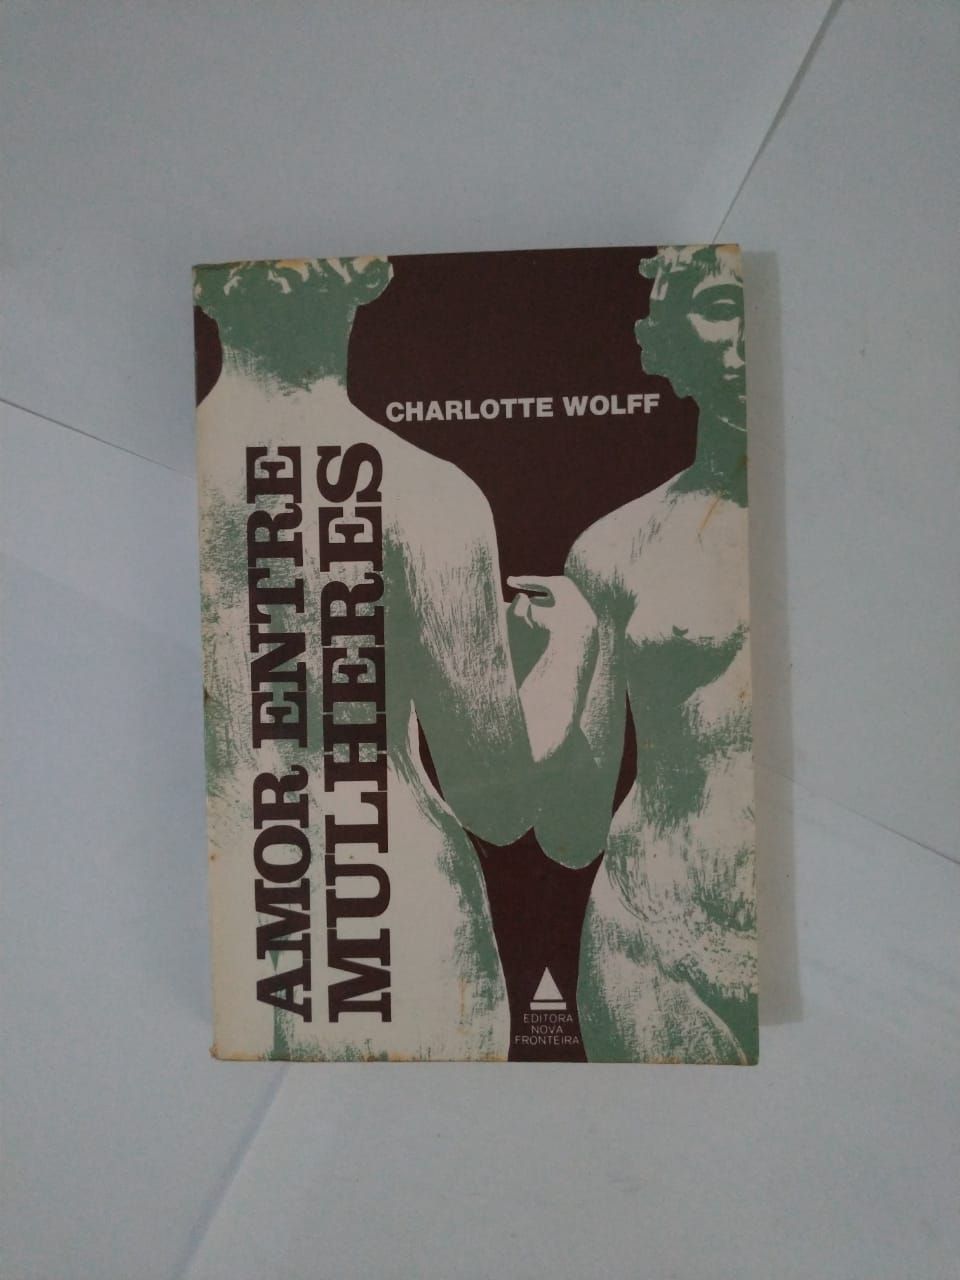 CHARLOTTE WOLFF
AMOR ENTRE
MULHERES
EDITORA
NOVA
FRONTEIRA